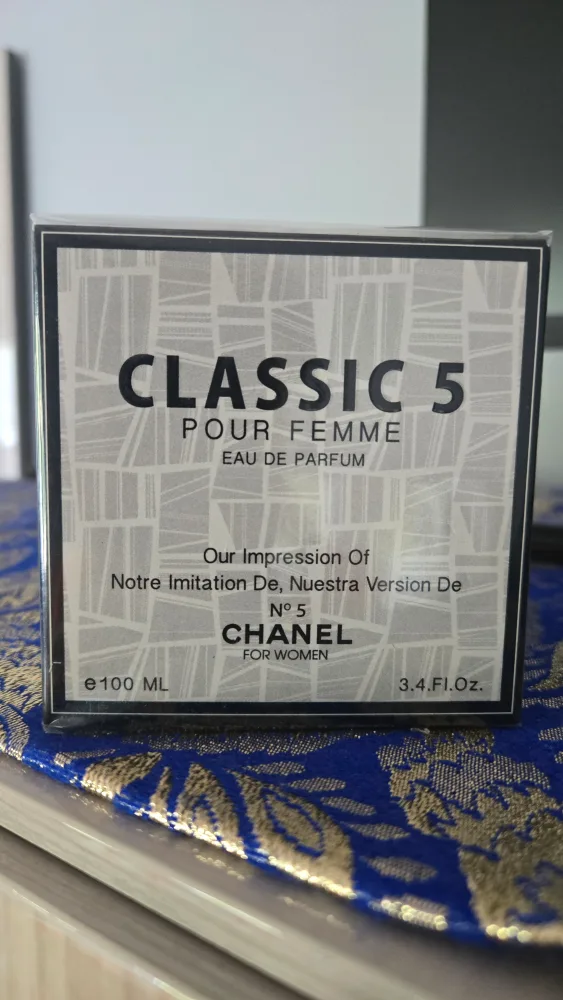 CLASSIC 5
POUR FEMME
EAU DE PARFUM
Our Impression Of
Notre Imitation De, Nuestra Version De
Nº 5
CHANEL
FOR WOMEN
℮100 ML
3.4.Fl.Oz.